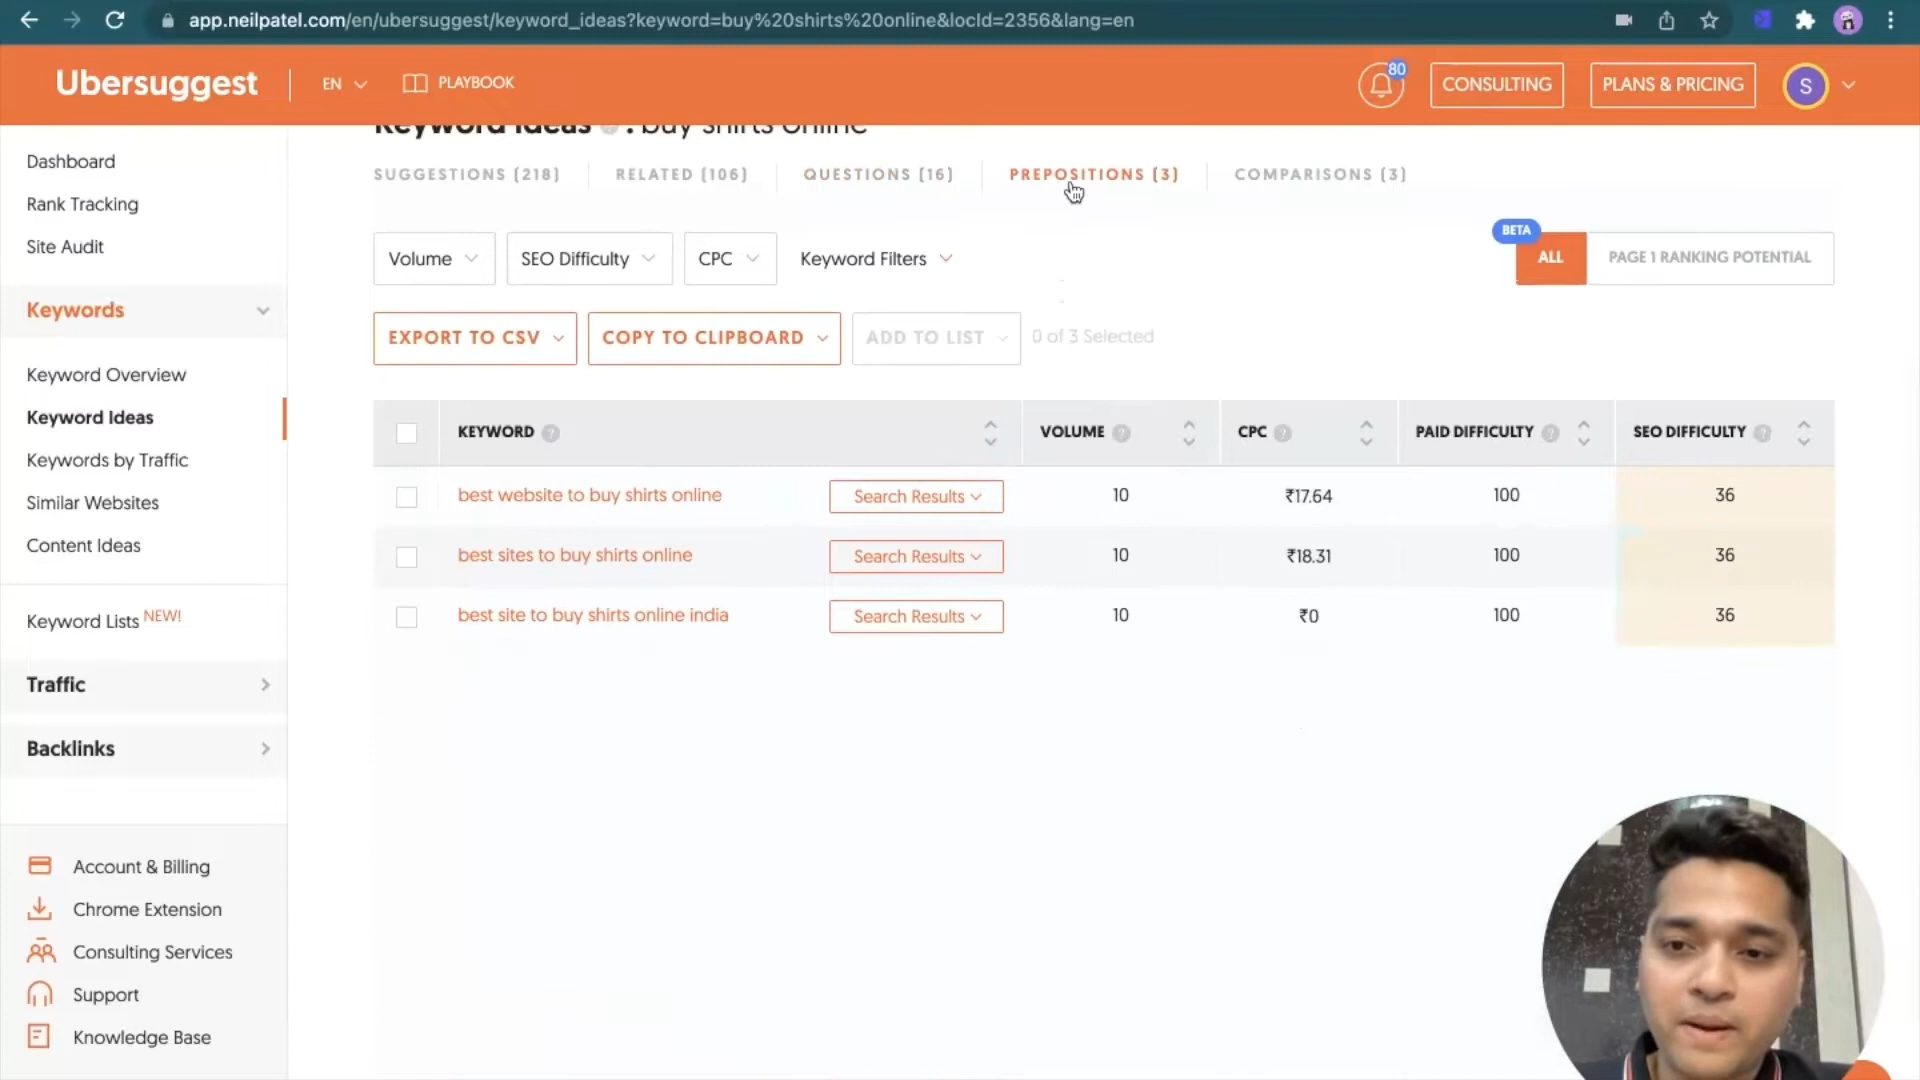 app.neilpatel.com/en/ubersuggest/keyword_ideas?keyword=buy%20shirts%20online&locId=2356&lang=en
Ubersuggest
EN
PLAYBOOK
80
CONSULTING
PLANS & PRICING
S
Keyword Ideas ? : buy shirts online
SUGGESTIONS (218)
RELATED (106)
QUESTIONS (16)
PREPOSITIONS (3)
COMPARISONS (3)
Volume
SEO Difficulty
CPC
Keyword Filters
BETA
ALL
PAGE 1 RANKING POTENTIAL
EXPORT TO CSV
COPY TO CLIPBOARD
ADD TO LIST
0 of 3 Selected
KEYWORD ?
VOLUME ?
CPC ?
PAID DIFFICULTY ?
SEO DIFFICULTY ?
best website to buy shirts online Search Results 10 ₹17.64 100 36
best sites to buy shirts online Search Results 10 ₹18.31 100 36
best site to buy shirts online india Search Results 10 ₹0 100 36
Dashboard
Rank Tracking
Site Audit
Keywords
Keyword Overview
Keyword Ideas
Keywords by Traffic
Similar Websites
Content Ideas
Keyword Lists NEW!
Traffic
Backlinks
Account & Billing
Chrome Extension
Consulting Services
Support
Knowledge Base